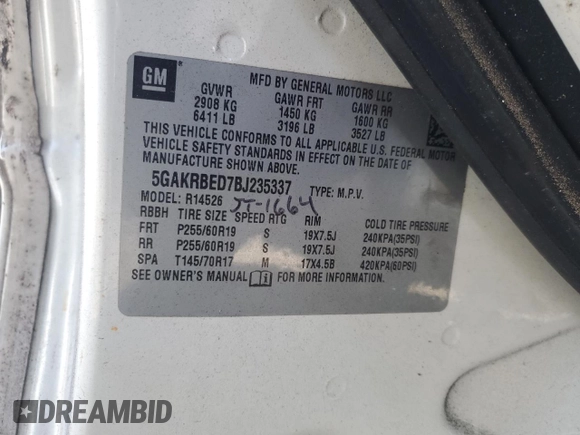 GM
MFD BY GENERAL MOTORS LLC
GVWR GAWR FRT GAWR RR
2908 KG 1450 KG 1600 KG
6411 LB 3196 LB 3527 LB
THIS VEHICLE CONFORMS TO ALL APPLICABLE U.S. FEDERAL MOTOR
VEHICLE SAFETY STANDARDS IN EFFECT ON THE DATE OF
MANUFACTURE SHOWN ABOVE.
5GAKRBED7BJ235337 TYPE: M.P.V.
MODEL: R14526 JT-1664
RBBH TIRE SIZE SPEED RTG RIM COLD TIRE PRESSURE
FRT P255/60R19 S 19X7.5J 240KPA(35PSI)
RR P255/60R19 S 19X7.5J 240KPA(35PSI)
SPA T145/70R17 M 17X4.5B 420KPA(60PSI)
SEE OWNER'S MANUAL FOR MORE INFORMATION.
DREAMBID